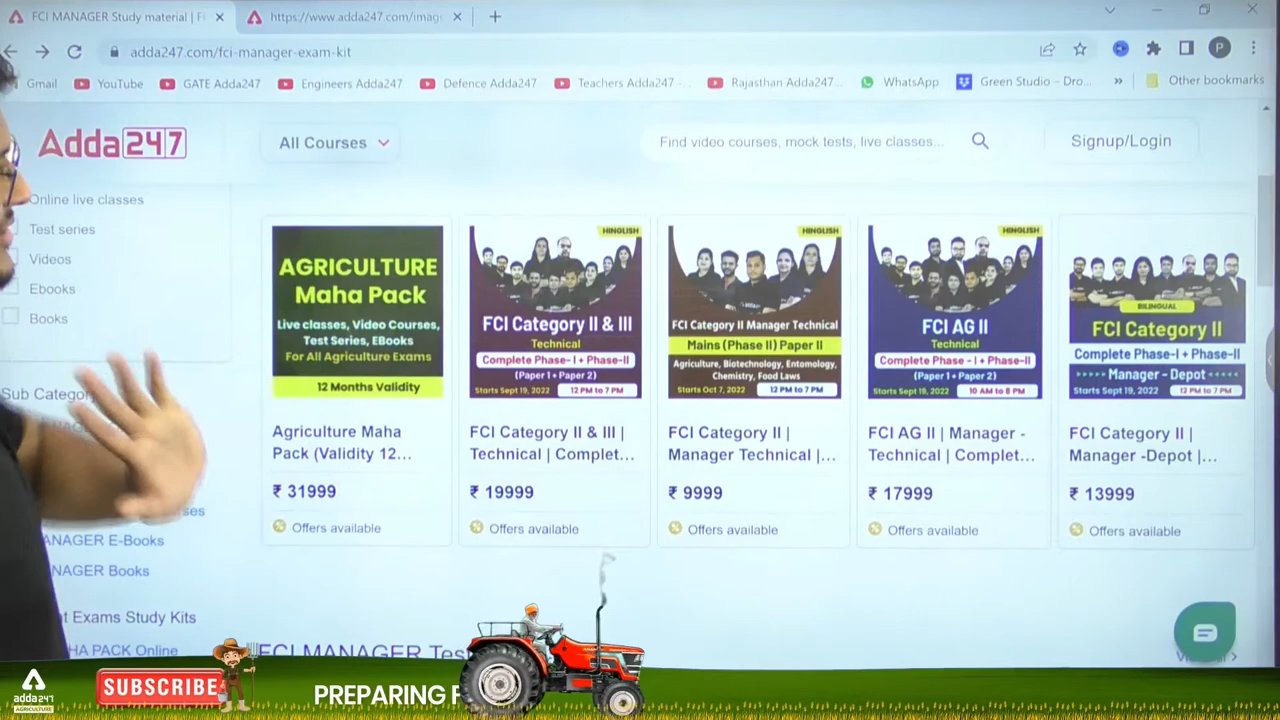 FCI MANAGER Study material | F
https://www.adda247.com/imag
adda247.com/fci-manager-exam-kit
P
Gmail
YouTube
GATE Adda247
Engineers Adda247
Defence Adda247
Teachers Adda247 -
Rajasthan Adda247...
WhatsApp
Green Studio – Dro...
»
Other bookmarks
Adda247
All Courses
Find video courses, mock tests, live classes...
Signup/Login
Online live classes
Test series
Videos
Ebooks
Books
Sub Categor
ses
ANAGER E-Books
NAGER Books
t Exams Study Kits
HA PACK Online
AGRICULTURE
Maha Pack
Live classes, Video Courses,
Test Series, EBooks
For All Agriculture Exams
12 Months Validity
Agriculture Maha
Pack (Validity 12...
₹ 31999
Offers available
HINGLISH
FCI Category II & III
Technical
Complete Phase-I + Phase-II
(Paper 1 + Paper 2)
Starts Sept 19, 2022
12 PM to 7 PM
FCI Category II & III |
Technical | Complet...
₹ 19999
Offers available
HINGLISH
FCI Category II Manager Technical
Mains (Phase II) Paper II
Agriculture, Biotechnology, Entomology,
Chemistry, Food Laws
Starts Oct 7, 2022
12 PM to 7 PM
FCI Category II |
Manager Technical |...
₹ 9999
Offers available
HINGLISH
FCI AG II
Technical
Complete Phase - I + Phase-II
(Paper 1 + Paper 2)
Starts Sept 19, 2022
10 AM to 8 PM
FCI AG II | Manager -
Technical | Complet...
₹ 17999
Offers available
BILINGUAL
FCI Category II
Complete Phase-I + Phase-II
Manager - Depot
Starts Sept 19, 2022
12 PM to 7 PM
FCI Category II |
Manager -Depot |...
₹ 13999
Offers available
FCI MANAGER Tes
adda247
AGRICULTURE
SUBSCRIBE
PREPARING F